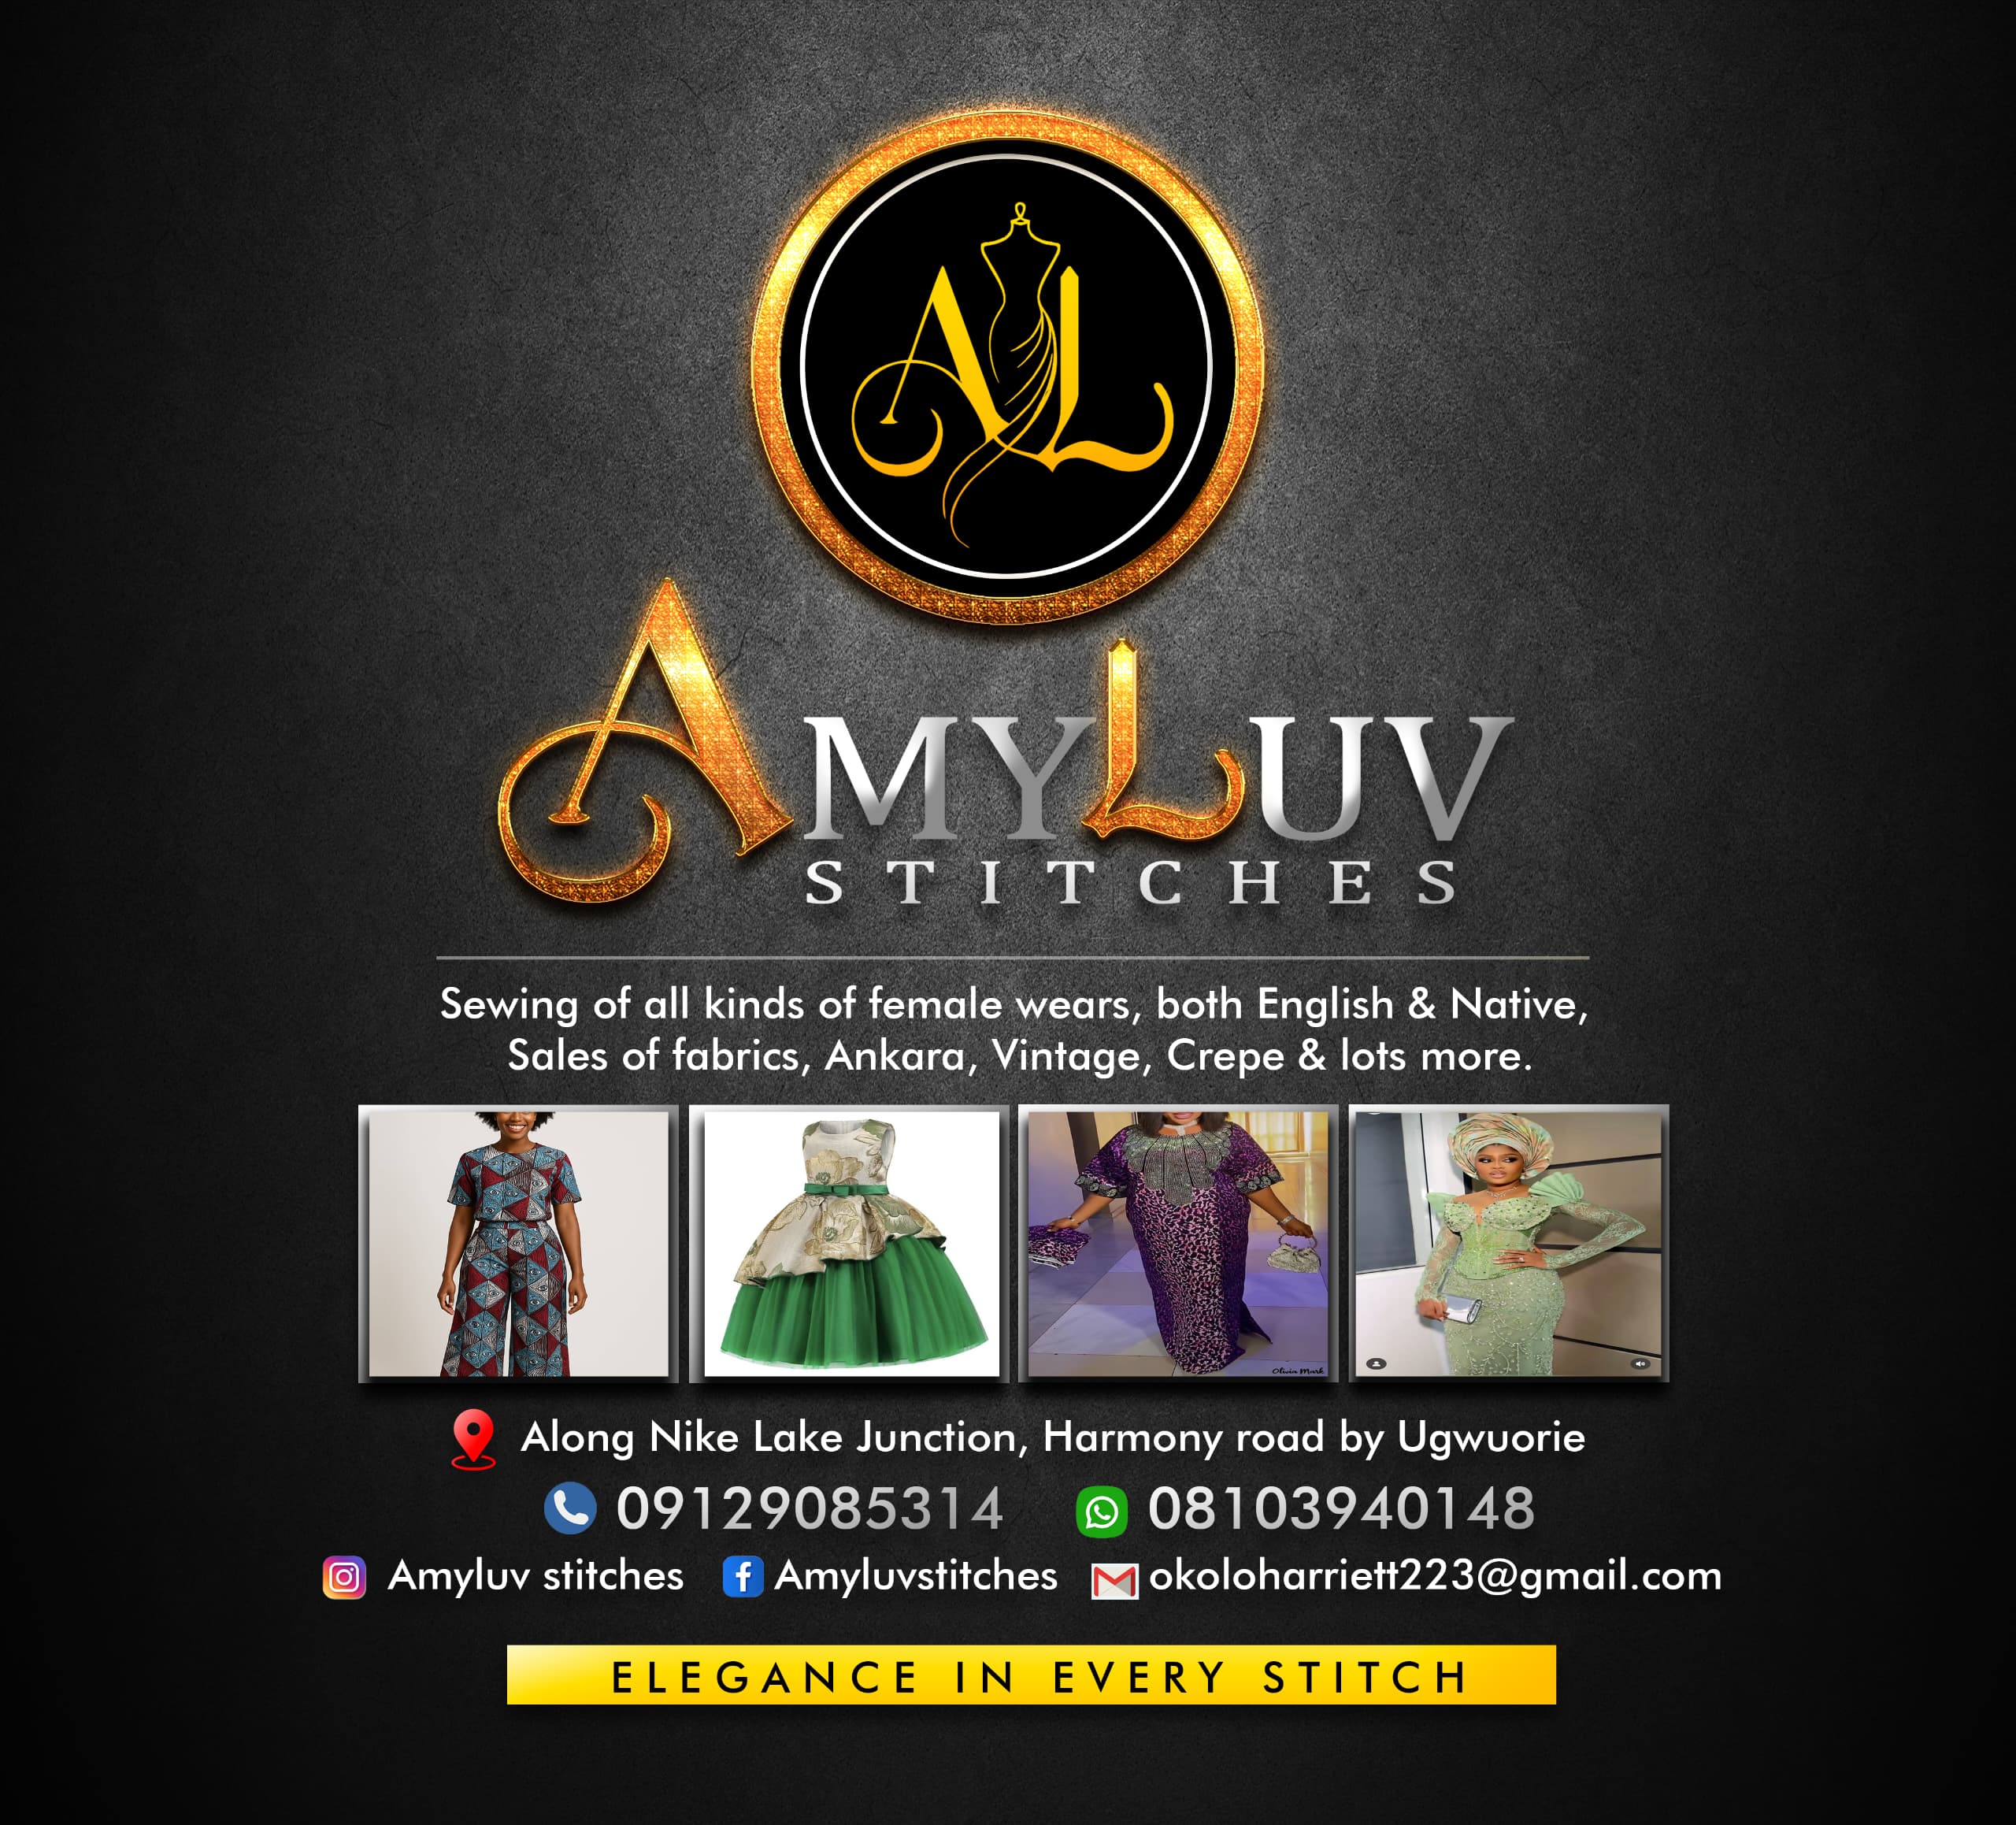 AL
AMYLUV
STITCHES
Sewing of all kinds of female wears, both English & Native,
Sales of fabrics, Ankara, Vintage, Crepe & lots more.
Olivia Mark
Along Nike Lake Junction, Harmony road by Ugwuorie
09129085314 08103940148
Amyluv stitches Amyluvstitches okoloharriett223@gmail.com
ELEGANCE IN EVERY STITCH